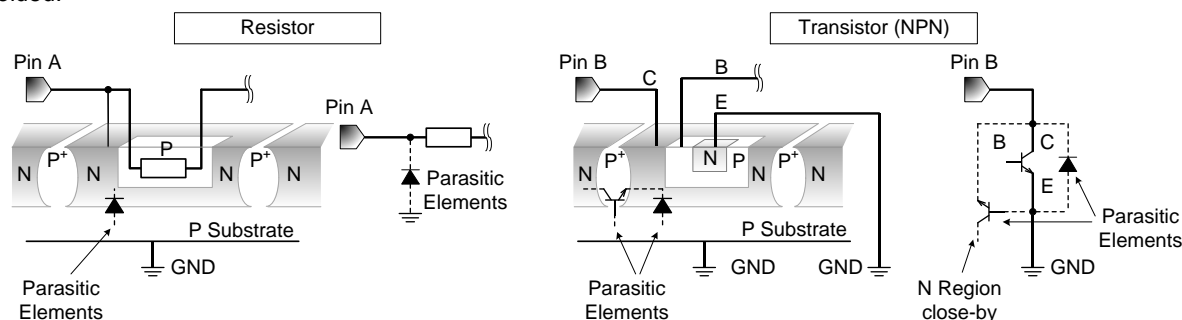 Resistor
Transistor (NPN)
Pin A
Pin B
Pin B
C
B
E
Pin A
P
N
P+
N
N
P+
N
Parasitic
Elements
P Substrate
GND
Parasitic
Elements
N
P+
N
N
P
N
P+
N
P Substrate
GND
GND
Parasitic
Elements
B
C
E
Parasitic
Elements
GND
N Region
close-by